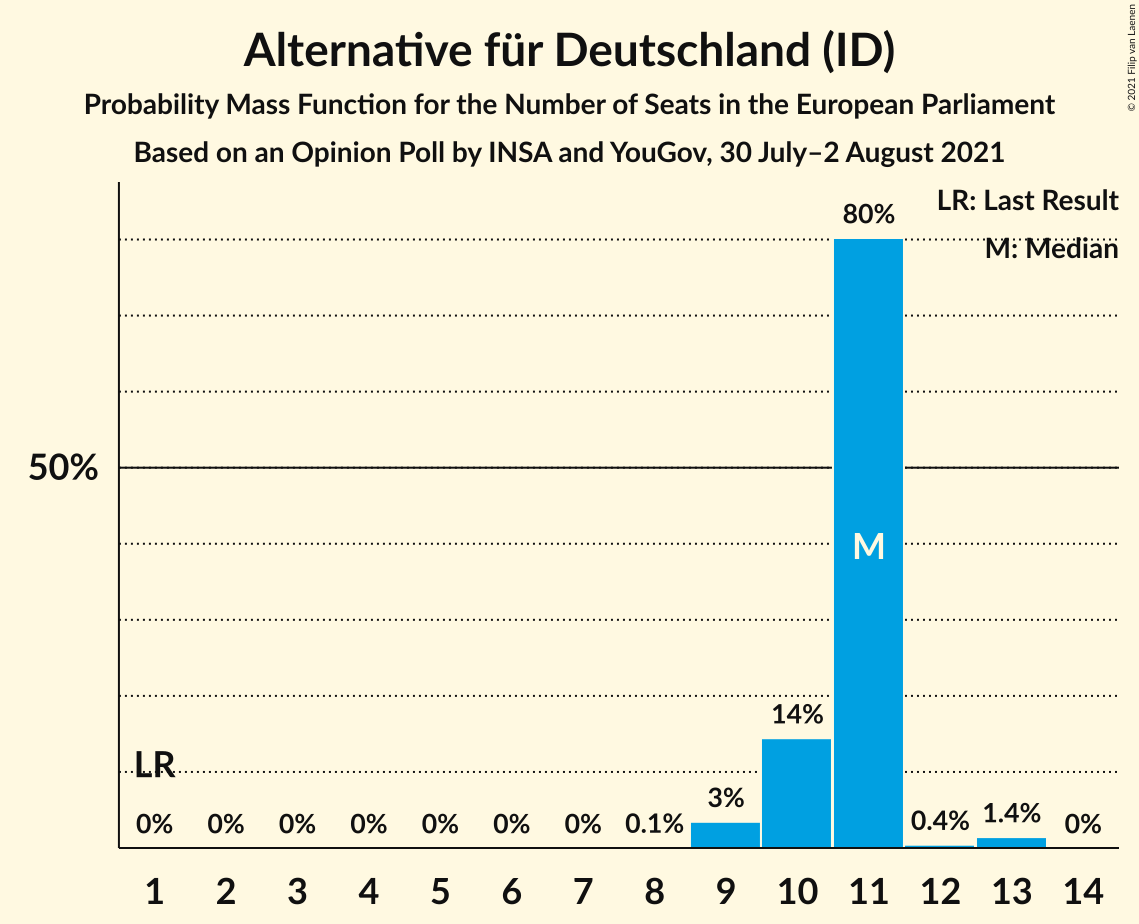 Alternative für Deutschland (ID)
Probability Mass Function for the Number of Seats in the European Parliament
Based on an Opinion Poll by INSA and YouGov, 30 July–2 August 2021
© 2021 Filip van Laenen
LR: Last Result
M: Median
80%
50%
M
14%
LR
3%
0% 0% 0% 0% 0% 0% 0% 0.1% 0.4% 1.4% 0%
1 2 3 4 5 6 7 8 9 10 11 12 13 14